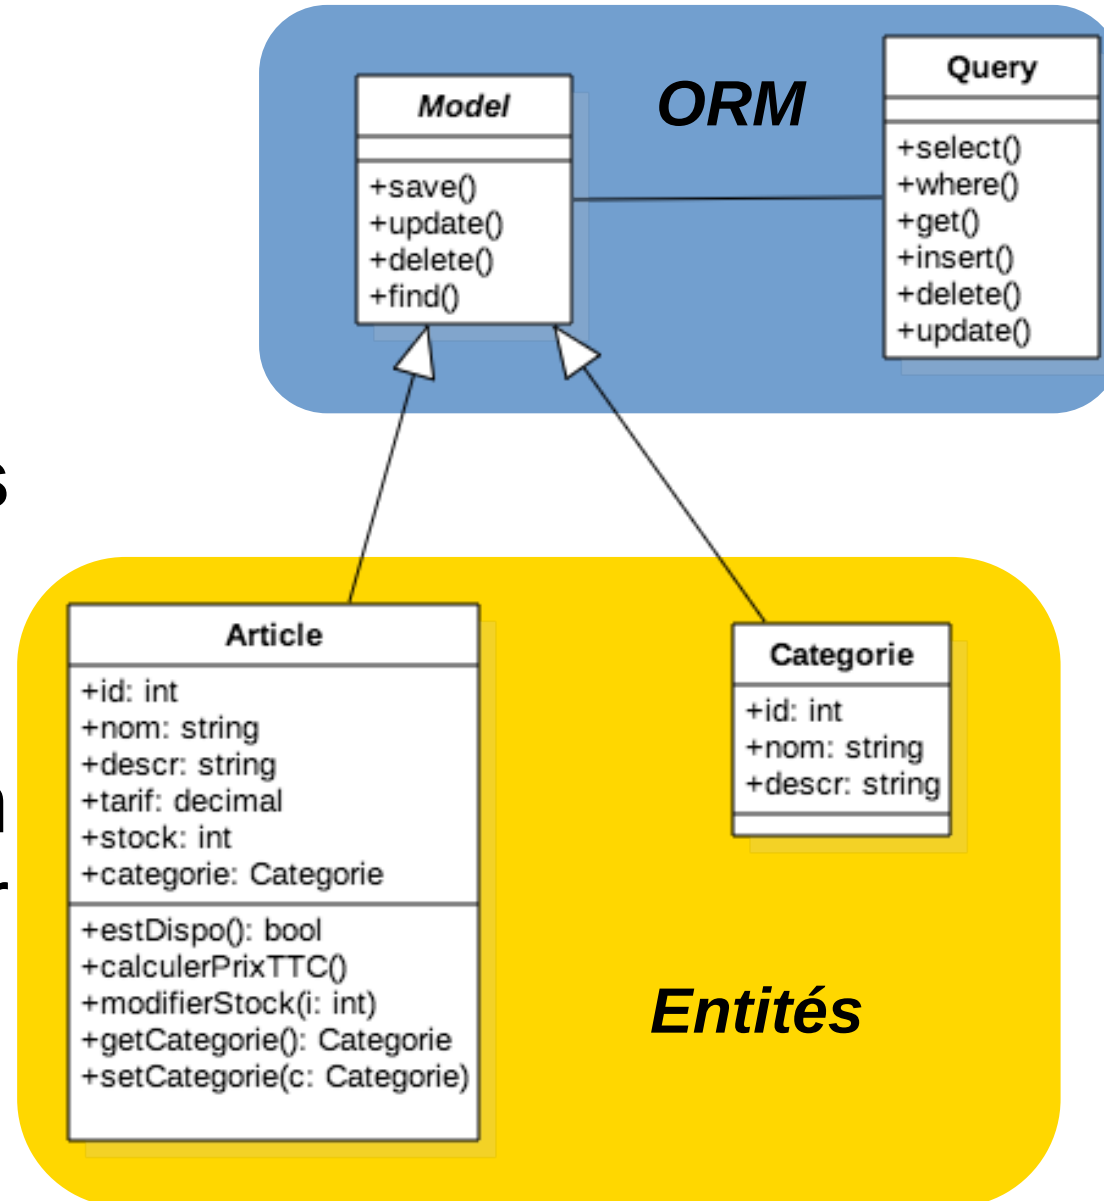 ORM
Model
+save()
+update()
+delete()
+find()
Query
+select()
+where()
+get()
+insert()
+delete()
+update()
Article
+id: int
+nom: string
+descr: string
+tarif: decimal
+stock: int
+categorie: Categorie
+estDispo(): bool
+calculerPrixTTC()
+modifierStock(i: int)
+getCategorie(): Categorie
+setCategorie(c: Categorie)
Categorie
+id: int
+nom: string
+descr: string
Entités